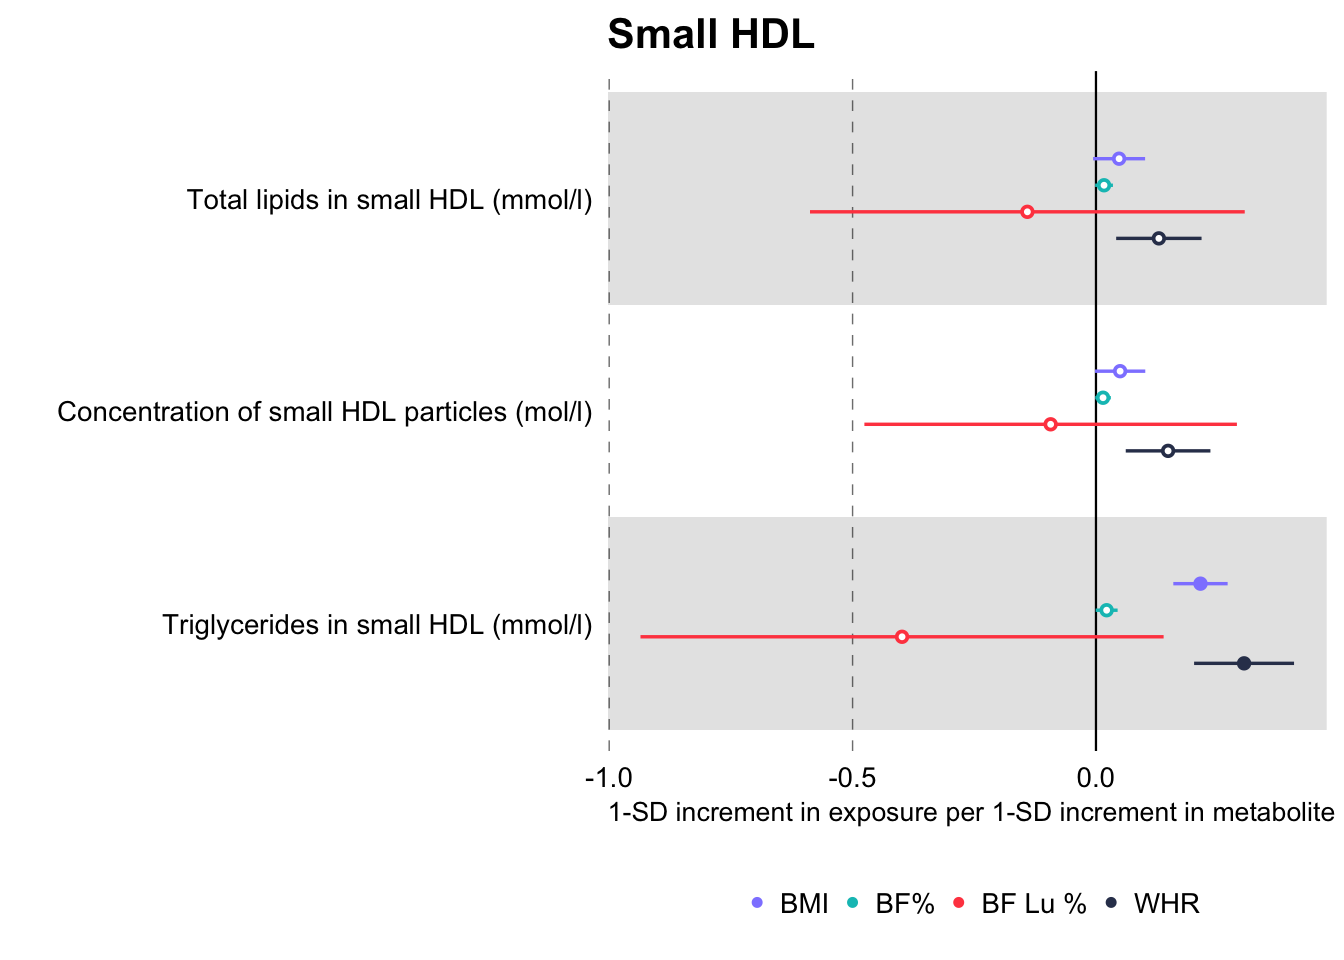 Small HDL
Total lipids in small HDL (mmol/l)
Concentration of small HDL particles (mol/l)
Triglycerides in small HDL (mmol/l)
-1.0 -0.5 0.0
1-SD increment in exposure per 1-SD increment in metabolite
BMI BF% BF Lu % WHR